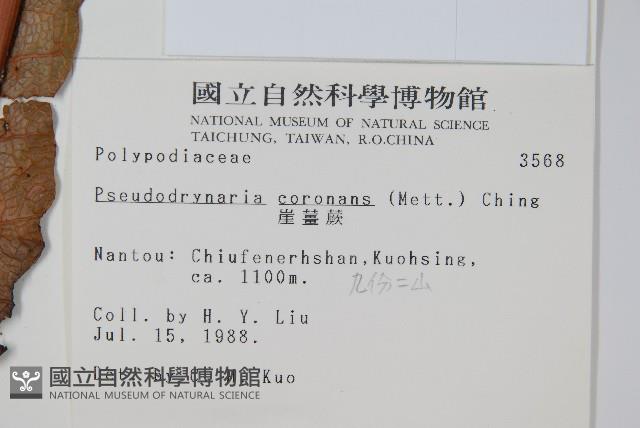 國立自然科學博物館
NATIONAL MUSEUM OF NATURAL SCIENCE
TAICHUNG, TAIWAN, R.O.CHINA
Polypodiaceae 3568
Pseudodrynaria coronans (Mett.) Ching
崖薑蕨
Nantou: Chiufenerhshan,Kuohsing,
ca. 1100m. 九份二山
Coll. by H. Y. Liu
Jul. 15, 1988.
Kuo
國立自然科學博物館
NATIONAL MUSEUM OF NATURAL SCIENCE